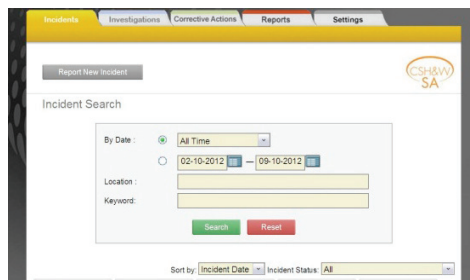 Incidents Investigations Corrective Actions Reports Settings
Report New Incident
CSH&W
SA
Incident Search
By Date : All Time
02-10-2012 — 09-10-2012
Location :
Keyword:
Search Reset
Sort by: Incident Date Incident Status: All